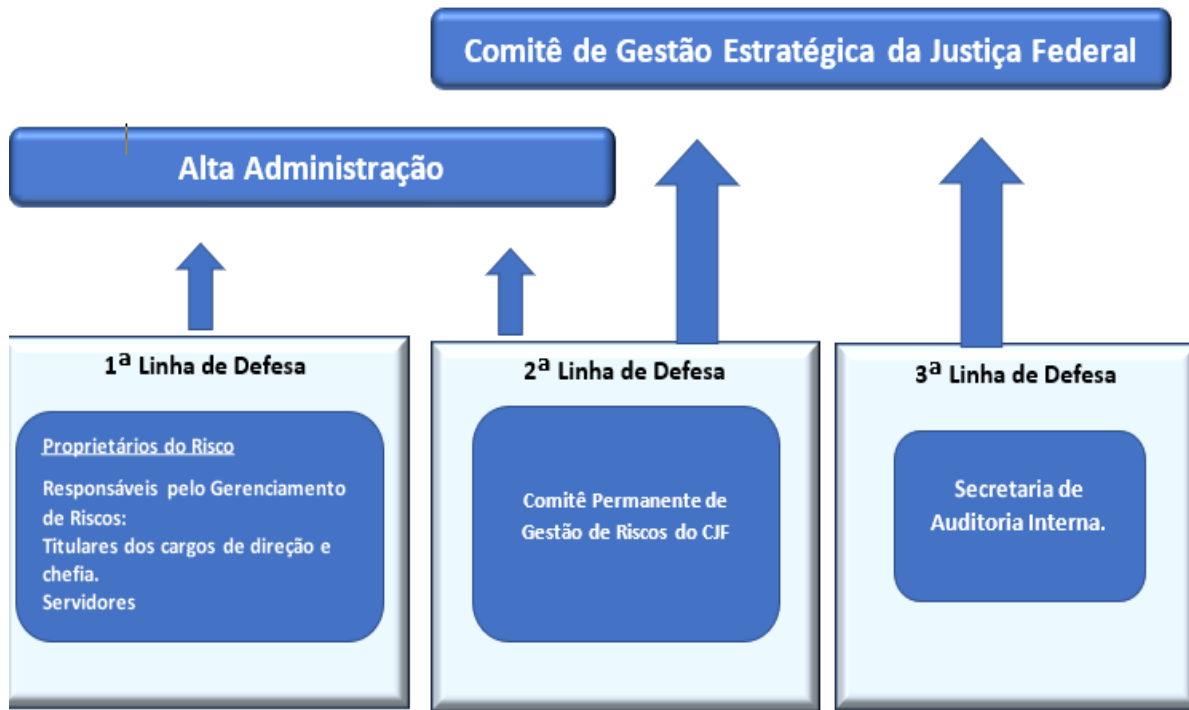 Comitê de Gestão Estratégica da Justiça Federal
Alta Administração
1ª Linha de Defesa
Proprietários do Risco
Responsáveis pelo Gerenciamento
de Riscos:
Titulares dos cargos de direção e
chefia.
Servidores
2ª Linha de Defesa
Comitê Permanente de
Gestão de Riscos do CJF
3ª Linha de Defesa
Secretaria de
Auditoria Interna.